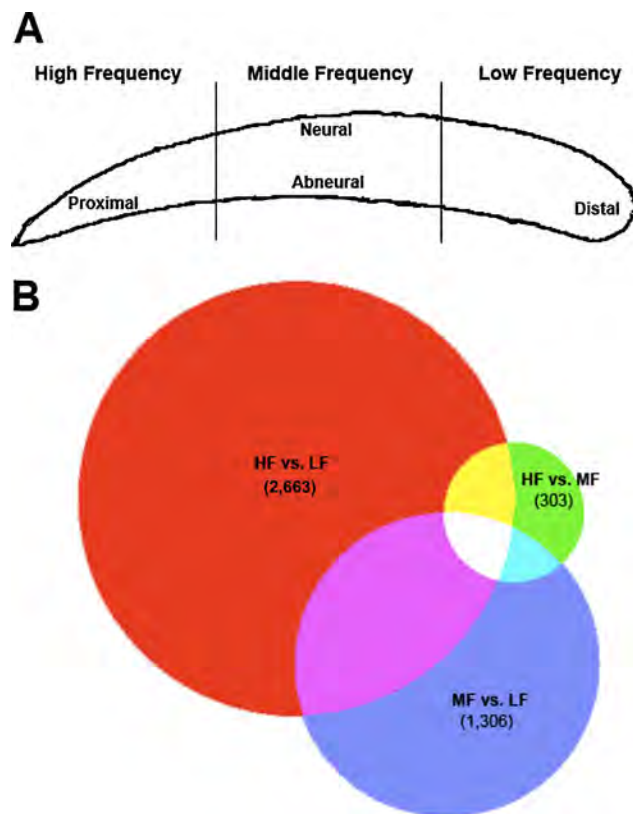 A
High Frequency Middle Frequency Low Frequency
Neural
Abneural
Proximal
Distal
B
HF vs. LF
(2,663)
HF vs. MF
(303)
MF vs. LF
(1,306)